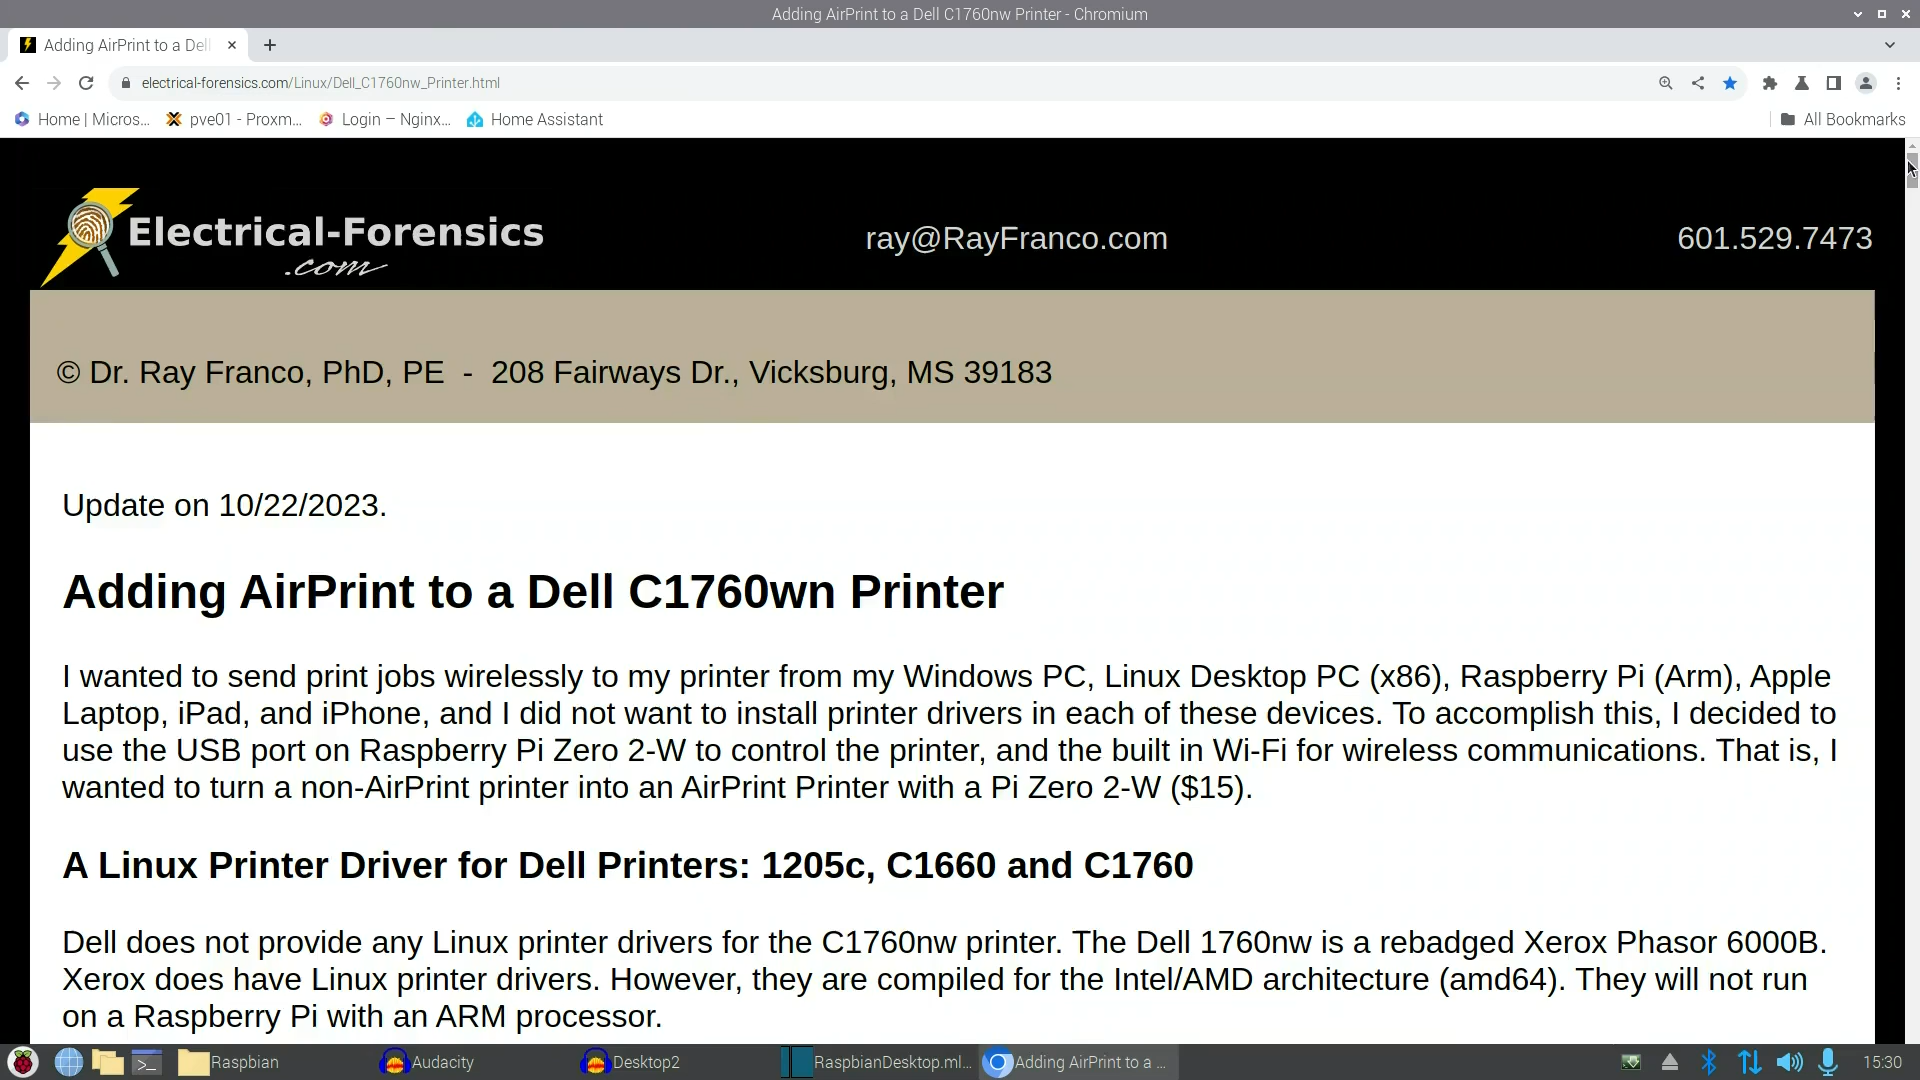 Adding AirPrint to a Dell C1760nw Printer - Chromium
Adding AirPrint to a Del
electrical-forensics.com/Linux/Dell_C1760nw_Printer.html
Home | Micros... pve01 - Proxm... Login – Nginx... Home Assistant All Bookmarks
Electrical-Forensics
.com
ray@RayFranco.com
601.529.7473
© Dr. Ray Franco, PhD, PE - 208 Fairways Dr., Vicksburg, MS 39183
Update on 10/22/2023.
Adding AirPrint to a Dell C1760wn Printer
I wanted to send print jobs wirelessly to my printer from my Windows PC, Linux Desktop PC (x86), Raspberry Pi (Arm), Apple
Laptop, iPad, and iPhone, and I did not want to install printer drivers in each of these devices. To accomplish this, I decided to
use the USB port on Raspberry Pi Zero 2-W to control the printer, and the built in Wi-Fi for wireless communications. That is, I
wanted to turn a non-AirPrint printer into an AirPrint Printer with a Pi Zero 2-W ($15).
A Linux Printer Driver for Dell Printers: 1205c, C1660 and C1760
Dell does not provide any Linux printer drivers for the C1760nw printer. The Dell 1760nw is a rebadged Xerox Phasor 6000B.
Xerox does have Linux printer drivers. However, they are compiled for the Intel/AMD architecture (amd64). They will not run
on a Raspberry Pi with an ARM processor.
Raspbian Audacity Desktop2 RaspbianDesktop.ml... Adding AirPrint to a ... 15:30